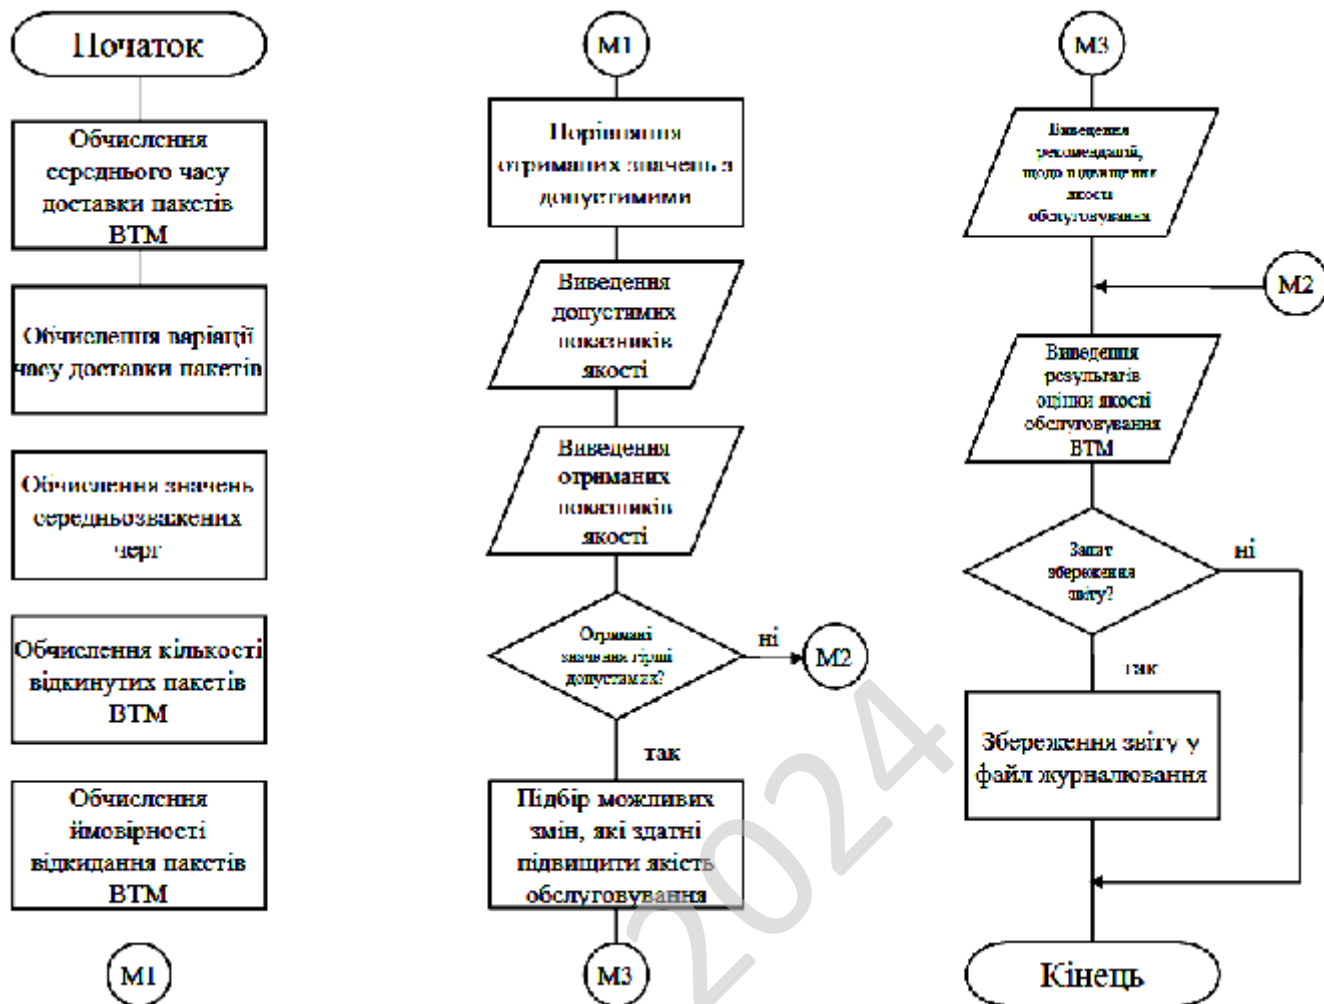 Початок
Обчислення
середнього часу
доставки пакетів
ВТМ
Обчислення варіації
часу доставки пакетів
Обчислення значень
середньозважених
черг
Обчислення кількості
відкинутих пакетів
ВТМ
Обчислення
ймовірності
відкидання пакетів
ВТМ
М1
М1
Порівняння
отриманих значень з
допустимими
Виведення
допустимих
показників
якості
Виведення
отриманих
показників
якості
Отримані
значення гірші
допустамих?
ні
М2
так
Підбір можливих
змін, які здатні
підвищити якість
обслуговування
М3
М3
Виведення
рекомендацій,
щодо підвищення
якості
обслуговування
М2
Виведення
результатів
оцінки якості
обслуговування
ВТМ
Запит
збереження
звіту?
ні
так
Збереження звіту у
файл журналювання
Кінець
2024